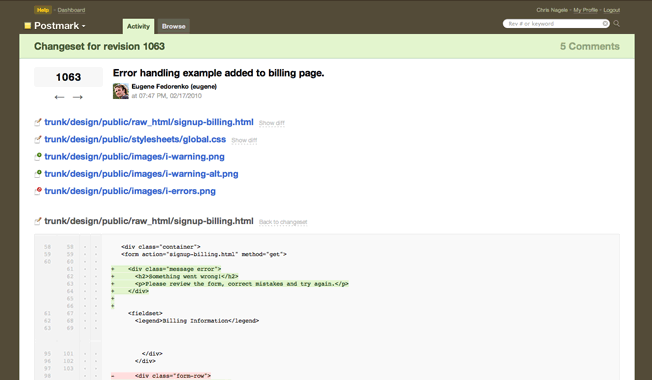 Help - Dashboard
Chris Nagele - My Profile - Logout
Postmark
Activity
Browse
Rev # or keyword
Changeset for revision 1063
5 Comments
1063
← →
Error handling example added to billing page.
Eugene Fedorenko (eugene)
at 07:47 PM, 02/17/2010
trunk/design/public/raw_html/signup-billing.html Show diff
trunk/design/public/stylesheets/global.css Show diff
trunk/design/public/images/i-warning.png
trunk/design/public/images/i-warning-alt.png
trunk/design/public/images/i-errors.png
trunk/design/public/raw_html/signup-billing.html Back to changeset
58 58 - - <div class="container">
59 59 - - <form action="signup-billing.html" method="get">
60 60 - -
61 - - + <div class="message error">
62 - - + <h2>Something went wrong!</h2>
63 - - + <p>Please review the form, correct mistakes and try again.</p>
64 - - + </div>
65 - - +
66 - - +
61 67 - - <fieldset>
62 68 - - <legend>Billing Information</legend>
63 69 - -
95 101 - - </div>
96 102 - - </div>
97 103 - -
98 - - - <div class="form-row">